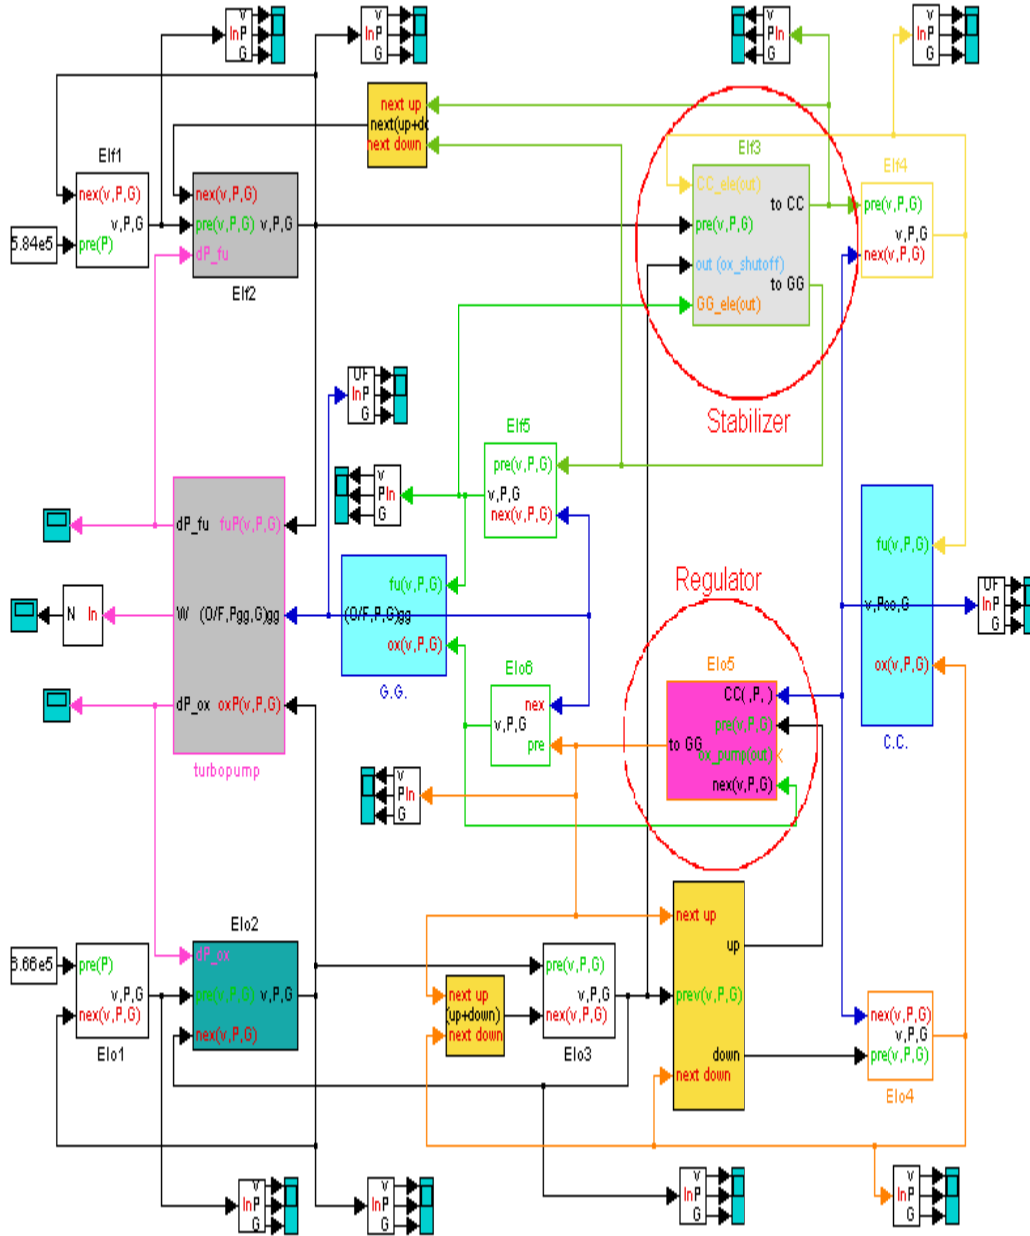 v
InP
G
v
InP
G
v
PIn
G
v
InP
G
next up
next(up+do
next down
Elf1
nex(v,P,G)
v,P,G
pre(P)
5.84e5
nex(v,P,G)
pre(v,P,G) v,P,G
dP_fu
Elf2
Elf3
CC_ele(out)
to CC
pre(v,P,G)
out (ox_shutoff)
to GG
GG_ele(out)
Elf4
pre(v,P,G)
v,P,G
nex(v,P,G)
Stabilizer
OF
InP
G
Elf5
pre(v,P,G)
v,P,G
nex(v,P,G)
v
PIn
G
dP_fu fuP(v,P,G)
W (O/F,Pgg,G)gg
dP_ox oxP(v,P,G)
turbopump
N In
fu(v,P,G)
(O/F,P,G)gg
ox(v,P,G)
G.G.
Regulator
Elo5
CC(,P, )
pre(v,P,G)
to GG
ox_pump(out)
nex(v,P,G)
Elo6
nex
v,P,G
pre
fu(v,P,G)
v,Poo,G
ox(v,P,G)
C.C.
OF
InP
G
v
PIn
G
Elo2
dP_ox
pre(v,P,G) v,P,G
nex(v,P,G)
pre(P)
v,P,G
nex(v,P,G)
Elo1
next up
(up+down)
next down
pre(v,P,G)
v,P,G
nex(v,P,G)
Elo3
next up
up
prev(v,P,G)
down
next down
nex(v,P,G)
v,P,G
pre(v,P,G)
Elo4
v
InP
G
v
InP
G
v
InP
G
v
InP
G